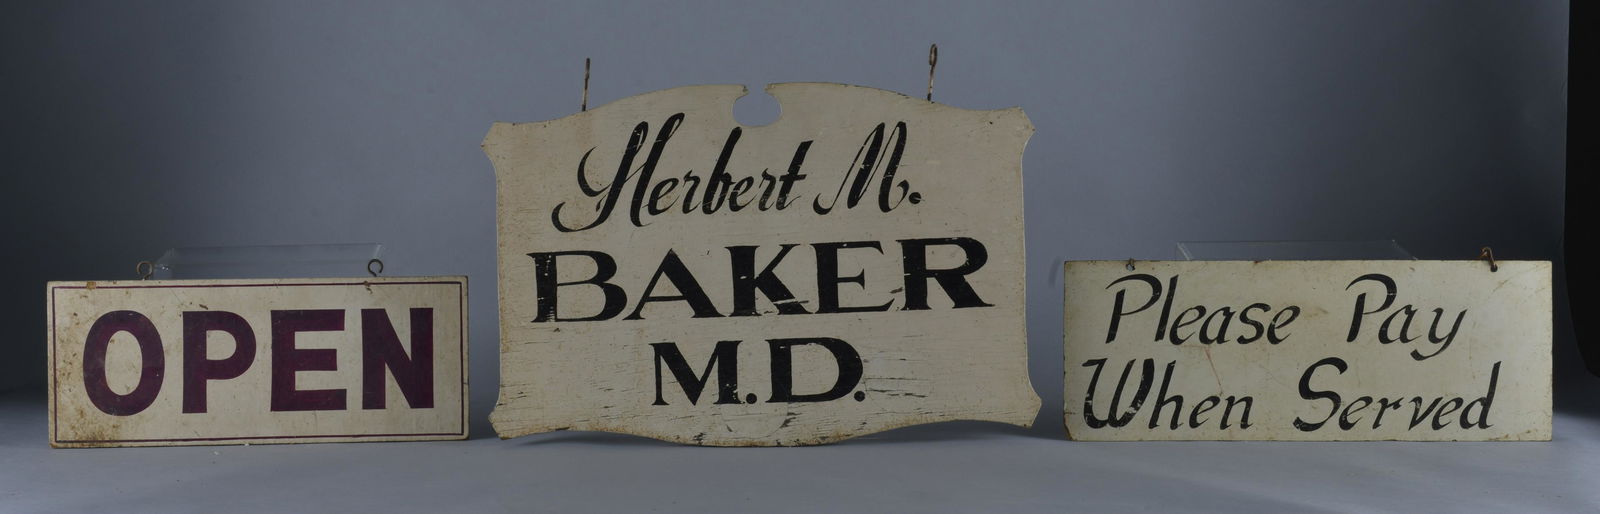 OPEN
Herbert M.
BAKER
M.D.
Please Pay
When Served